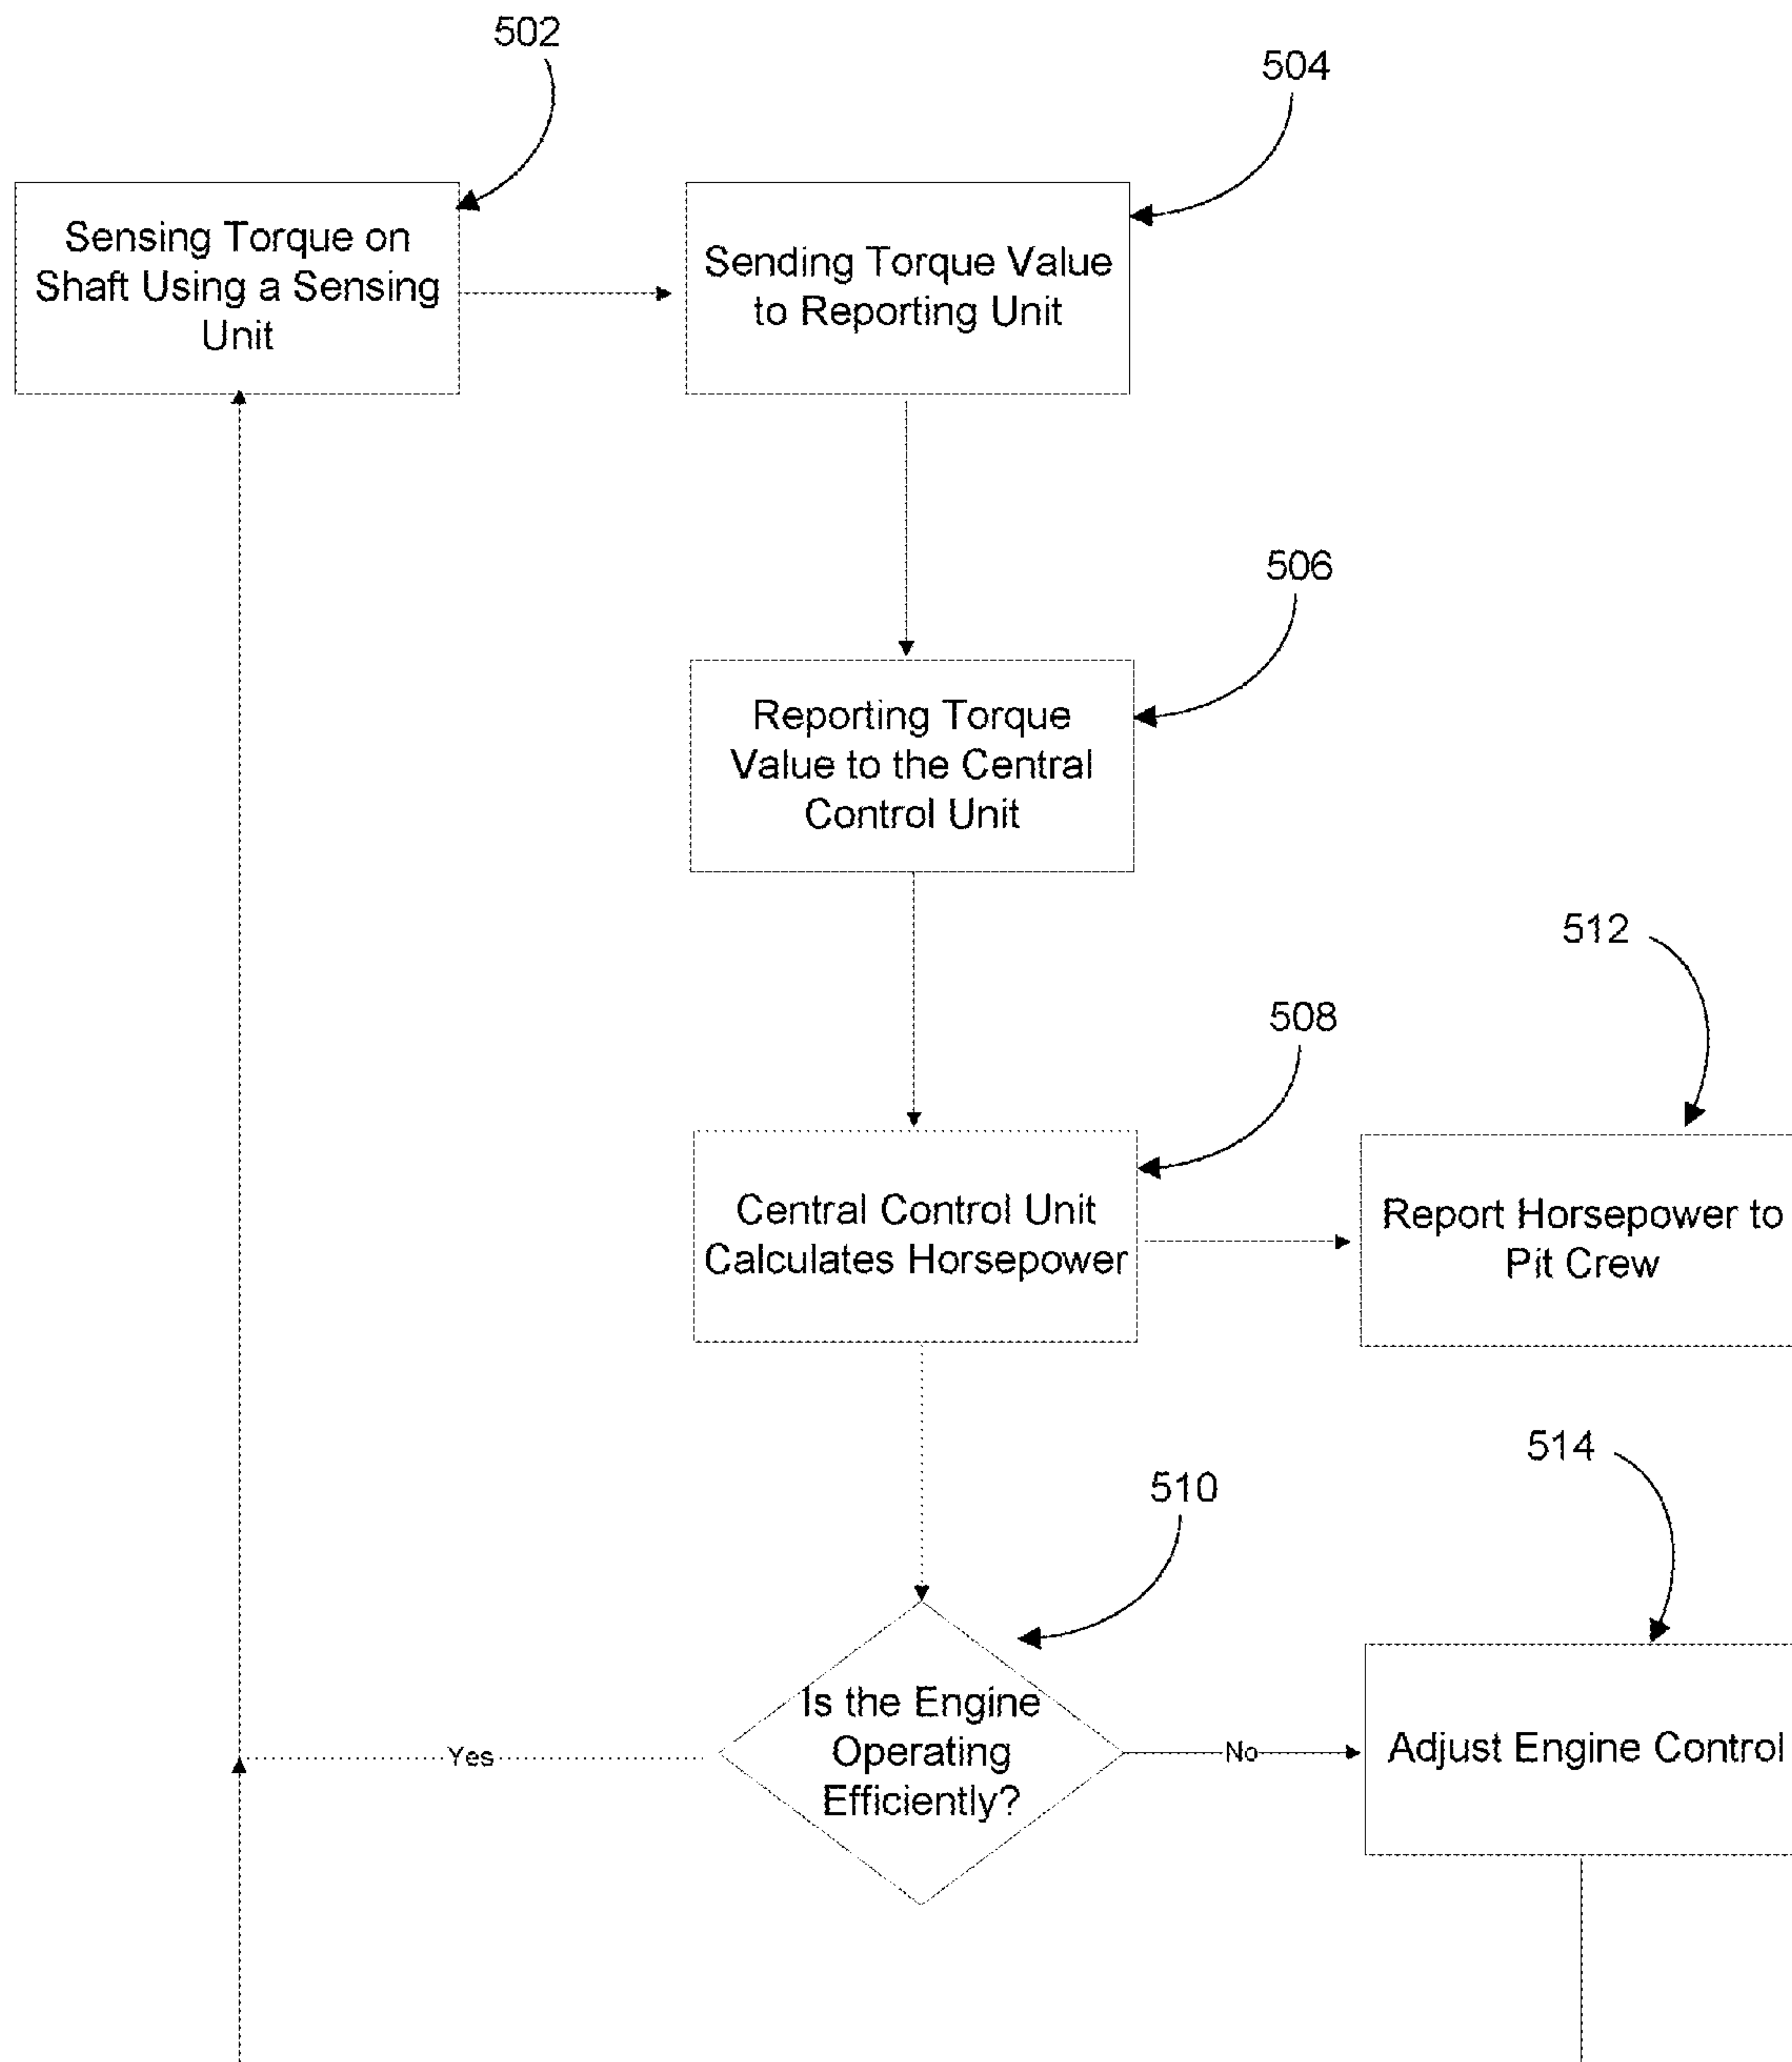 502
504
Sensing Torque on
Shaft Using a Sensing
Unit
Sending Torque Value
to Reporting Unit
506
Reporting Torque
Value to the Central
Control Unit
512
508
Central Control Unit
Calculates Horsepower
Report Horsepower to
Pit Crew
514
510
Is the Engine
Operating
Efficiently?
Yes
No
Adjust Engine Control